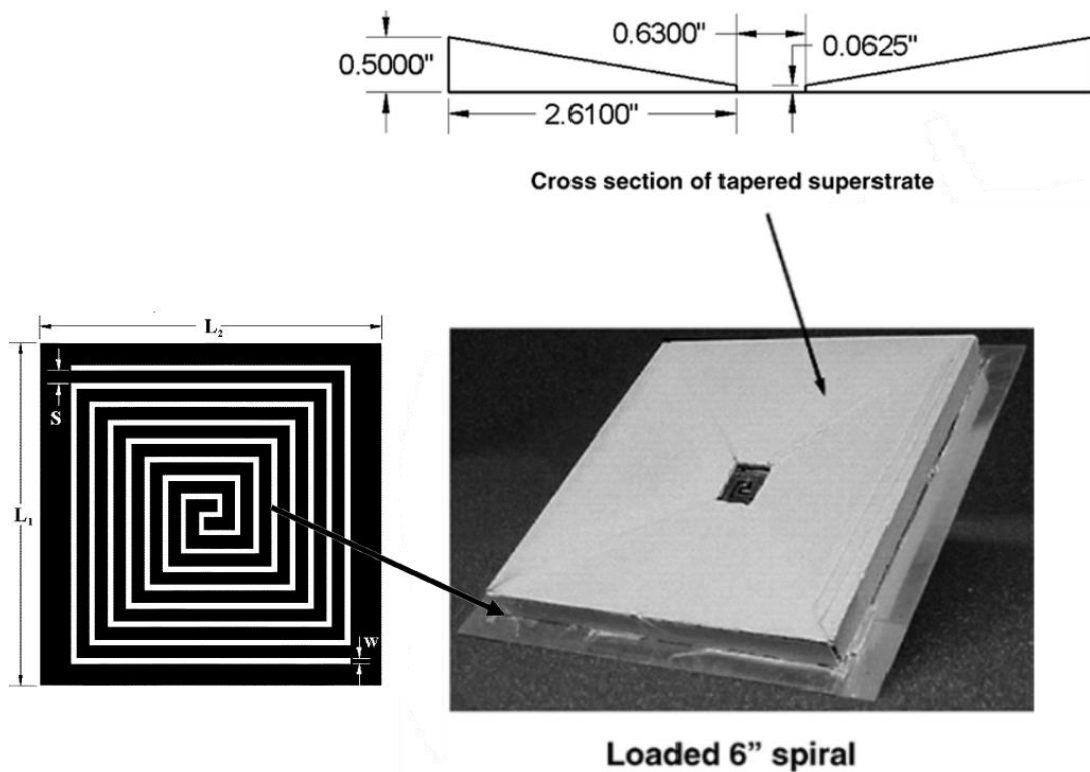 0.6300"
0.0625"
0.5000"
2.6100"
Cross section of tapered superstrate
L2
S
L1
W
Loaded 6” spiral